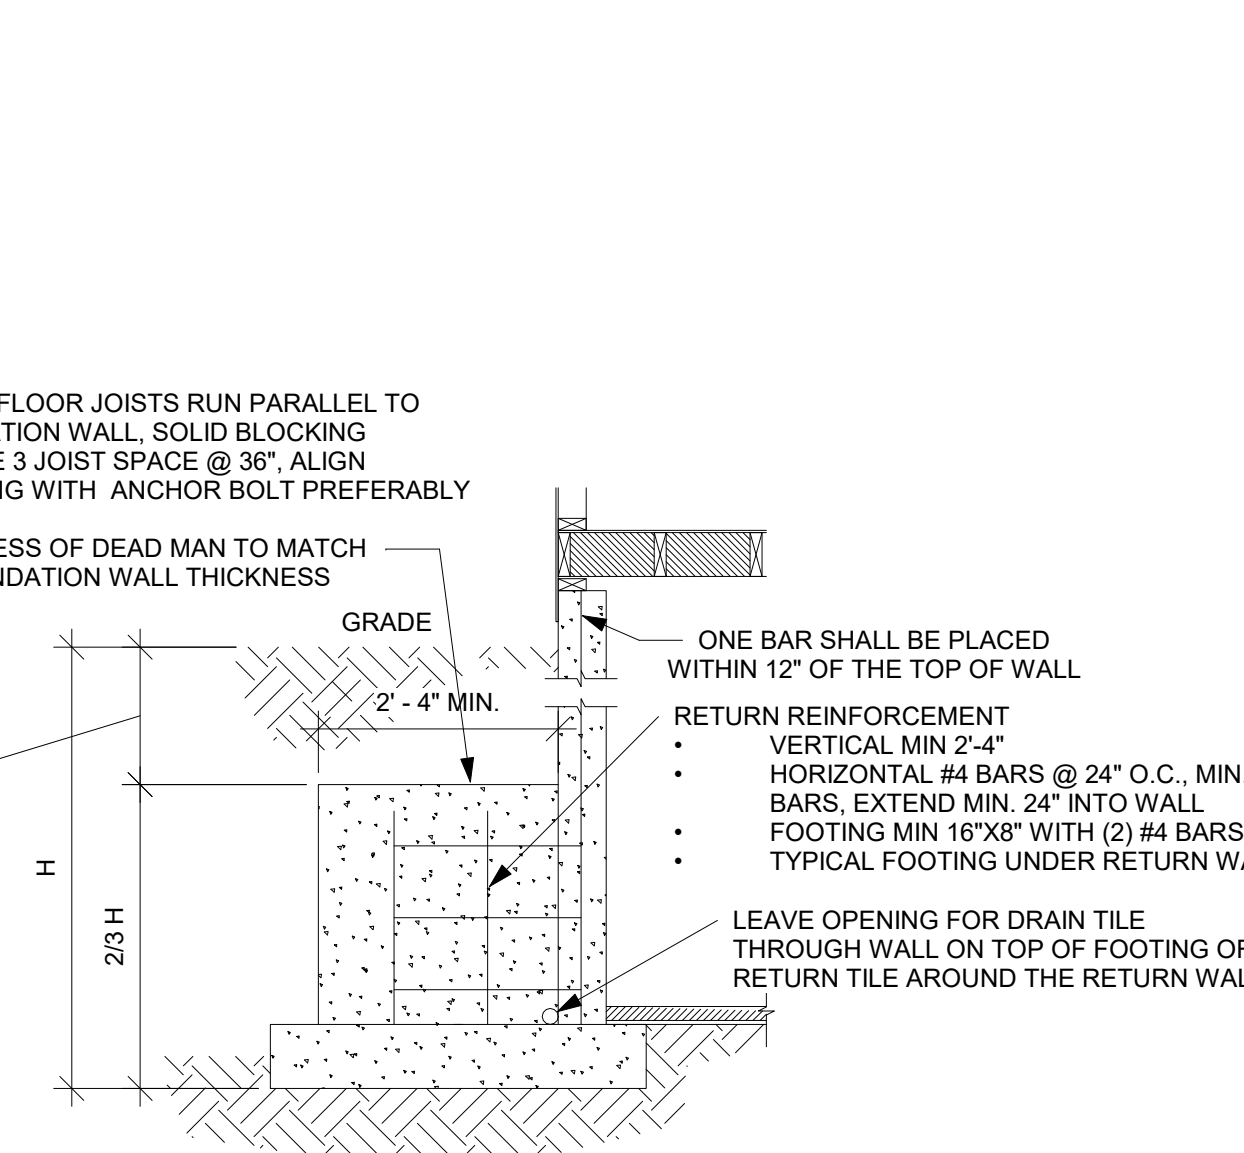 FLOOR JOISTS RUN PARALLEL TO
TION WALL, SOLID BLOCKING
E 3 JOIST SPACE @ 36", ALIGN
NG WITH ANCHOR BOLT PREFERABLY
ESS OF DEAD MAN TO MATCH
NDATION WALL THICKNESS
GRADE
ONE BAR SHALL BE PLACED
WITHIN 12" OF THE TOP OF WALL
2' - 4" MIN.
RETURN REINFORCEMENT
• VERTICAL MIN 2'-4"
• HORIZONTAL #4 BARS @ 24" O.C., MIN.
BARS, EXTEND MIN. 24" INTO WALL
• FOOTING MIN 16"X8" WITH (2) #4 BARS
• TYPICAL FOOTING UNDER RETURN WA
H
2/3 H
LEAVE OPENING FOR DRAIN TILE
THROUGH WALL ON TOP OF FOOTING OR
RETURN TILE AROUND THE RETURN WAL